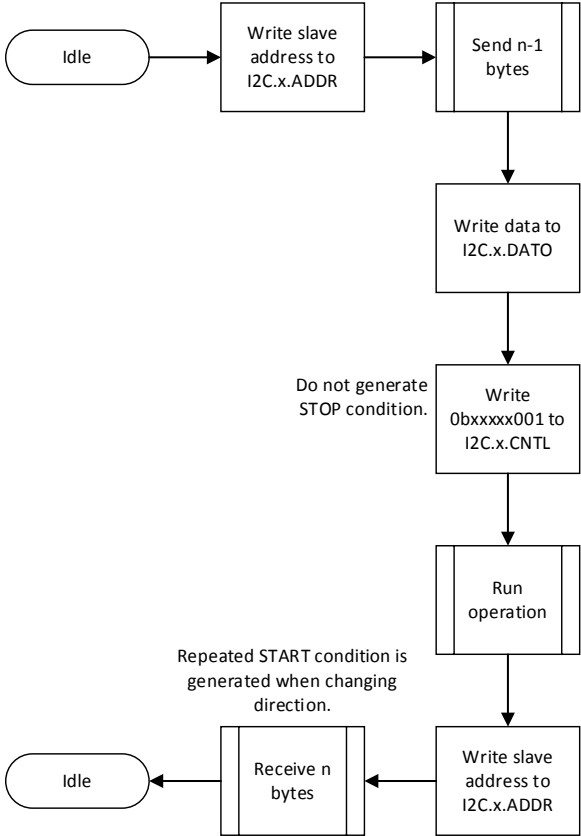 Idle
Write slave
address to
I2C.x.ADDR
Send n-1
bytes
Write data to
I2C.x.DATO
Do not generate
STOP condition.
Write
0bxxxxx001 to
I2C.x.CNTL
Run
operation
Repeated START condition is
generated when changing
direction.
Write slave
address to
I2C.x.ADDR
Receive n
bytes
Idle